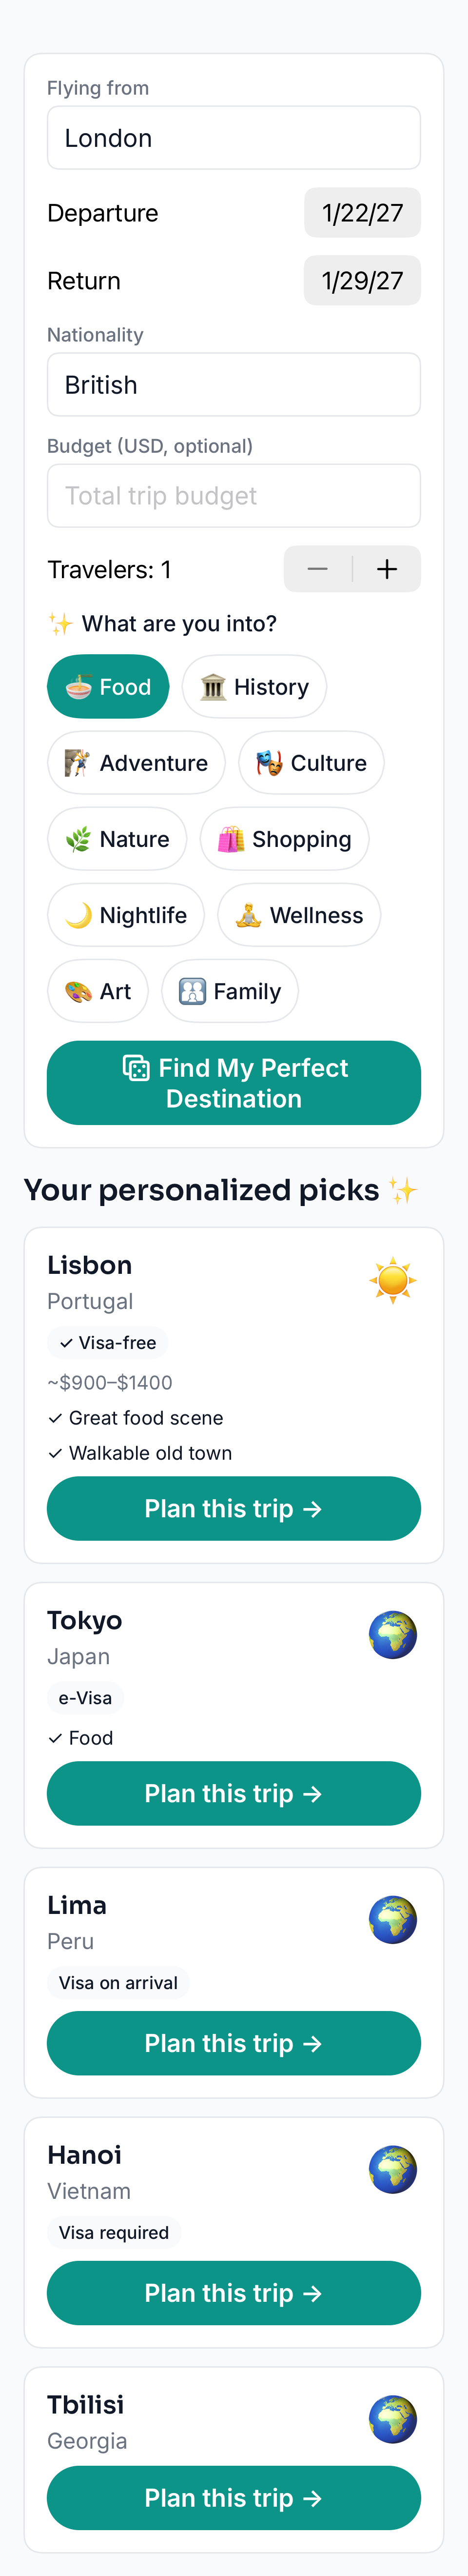 Flying from
London
Departure
1/22/27
Return
1/29/27
Nationality
British
Budget (USD, optional)
Total trip budget
Travelers: 1
− +
✨ What are you into?
🍜 Food
🏛️ History
🧗 Adventure
🎭 Culture
🌿 Nature
🛍️ Shopping
🌙 Nightlife
🧘 Wellness
🎨 Art
👪 Family
Find My Perfect
Destination
Your personalized picks ✨
Lisbon
Portugal
✓ Visa-free
~$900–$1400
✓ Great food scene
✓ Walkable old town
Plan this trip →
Tokyo
Japan
e-Visa
✓ Food
Plan this trip →
Lima
Peru
Visa on arrival
Plan this trip →
Hanoi
Vietnam
Visa required
Plan this trip →
Tbilisi
Georgia
Plan this trip →